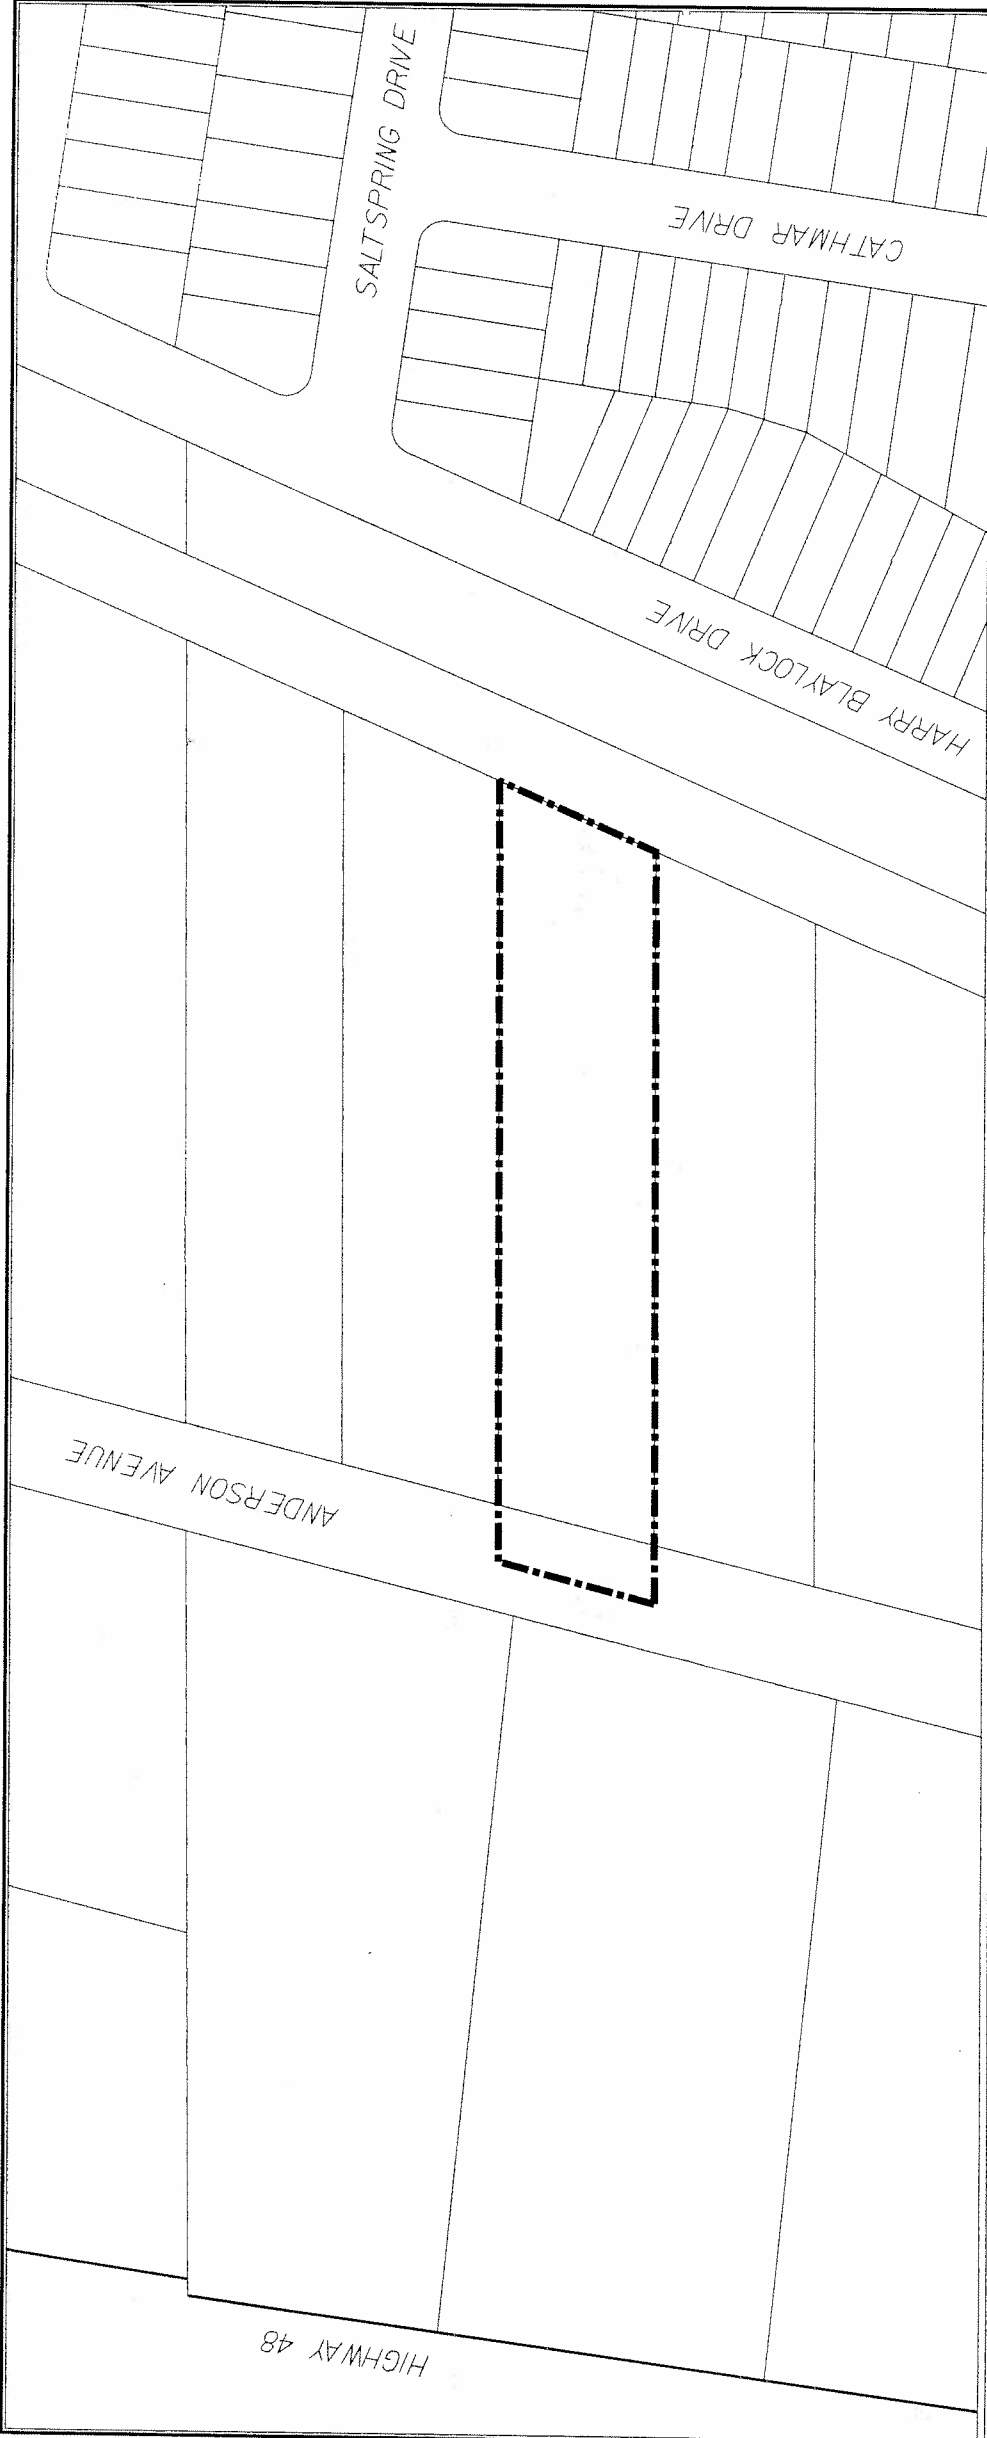 SALTSPRING DRIVE
CATHMAR DRIVE
HARRY BLAYLOCK DRIVE
ANDERSON AVENUE
HIGHWAY 48